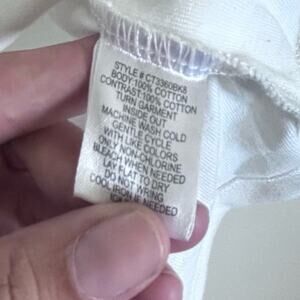 STYLE # CT3360BK8
BODY 100% COTTON
CONTRAST:100% COTTON
TURN GARMENT
INSIDE OUT
MACHINE WASH COLD
GENTLE CYCLE
WITH LIKE COLORS
ONLY NON-CHLORINE
BLEACH WHEN NEEDED
LAY FLAT TO DRY
DO NOT WRING
COOL IRON IF NEEDED